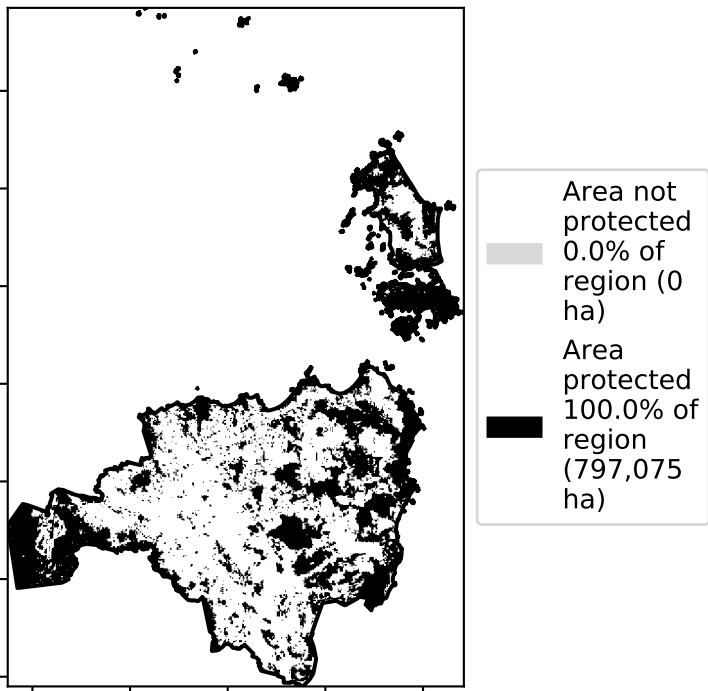 Area not
protected
0.0% of
region (0
ha)
Area
protected
100.0% of
region
(797,075
ha)